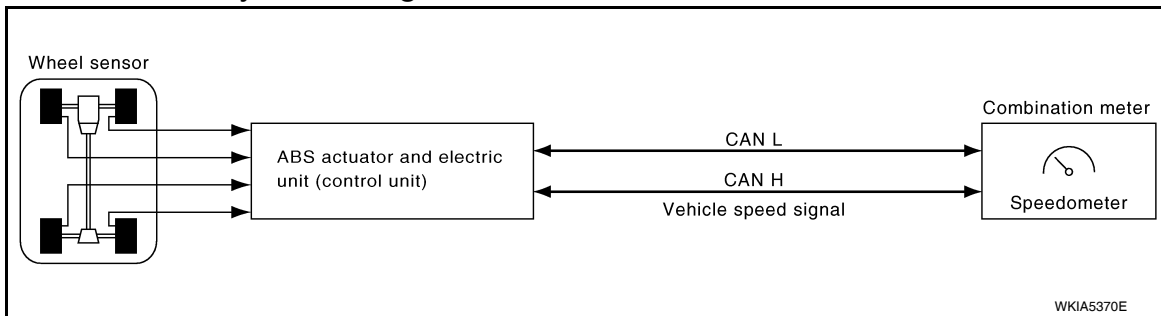 Wheel sensor
ABS actuator and electric
unit (control unit)
CAN L
CAN H
Vehicle speed signal
Combination meter
Speedometer
WKIA5370E